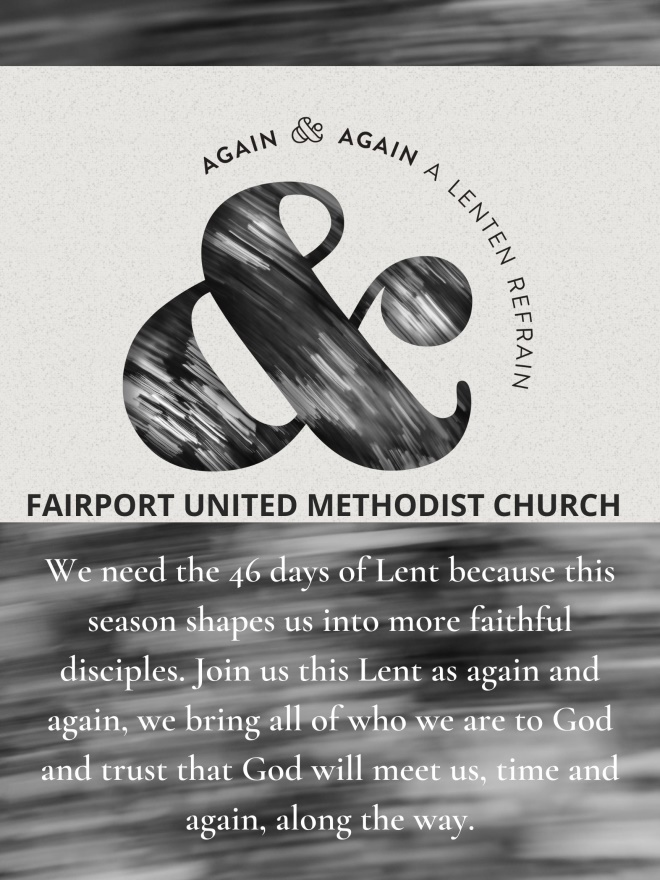 AGAIN & AGAIN A LENTEN REFRAIN
&
FAIRPORT UNITED METHODIST CHURCH
We need the 46 days of Lent because this
season shapes us into more faithful
disciples. Join us this Lent as again and
again, we bring all of who we are to God
and trust that God will meet us, time and
again, along the way.